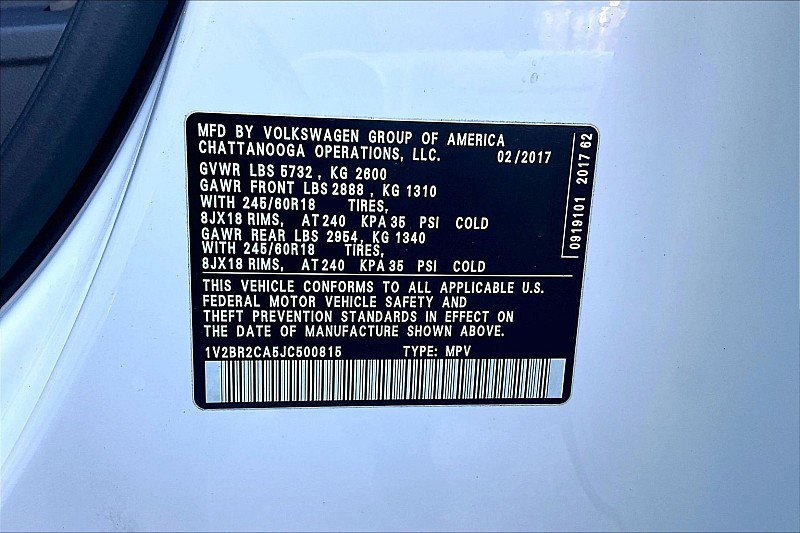 MFD BY VOLKSWAGEN GROUP OF AMERICA
CHATTANOOGA OPERATIONS, LLC. 02/2017
GVWR LBS 5732 , KG 2600
GAWR FRONT LBS 2888 , KG 1310
WITH 245/60R18 TIRES,
8JX18 RIMS, AT 240 KPA 35 PSI COLD
GAWR REAR LBS 2954, KG 1340
WITH 245/60R18 TIRES,
8JX18 RIMS, AT 240 KPA 35 PSI COLD
THIS VEHICLE CONFORMS TO ALL APPLICABLE U.S.
FEDERAL MOTOR VEHICLE SAFETY AND
THEFT PREVENTION STANDARDS IN EFFECT ON
THE DATE OF MANUFACTURE SHOWN ABOVE.
1V2BR2CA5JC500815 TYPE: MPV
0919101 2017 62